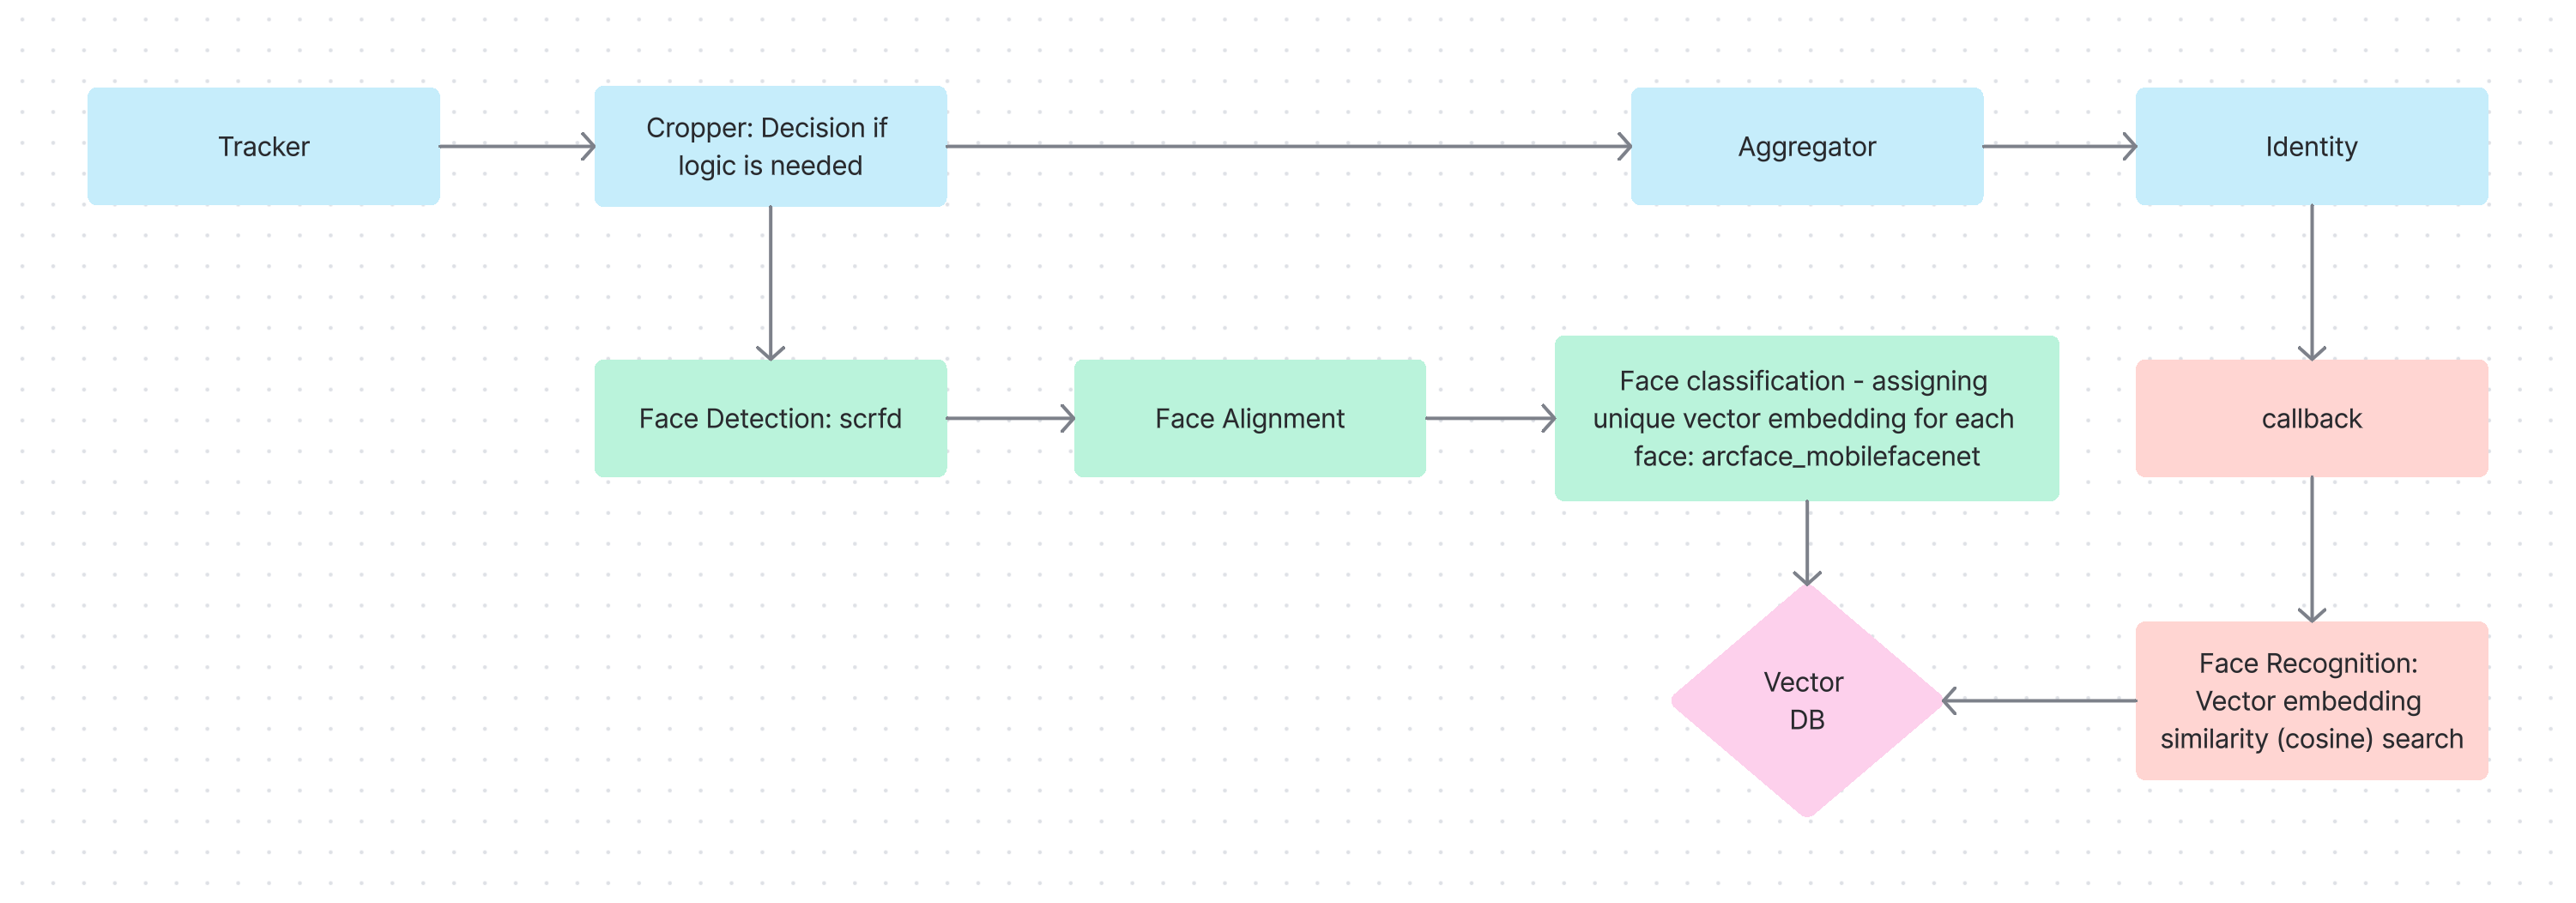 Tracker
Cropper: Decision if
logic is needed
Aggregator
Identity
Face Detection: scrfd
Face Alignment
Face classification - assigning
unique vector embedding for each
face: arcface_mobilefacenet
callback
Vector
DB
Face Recognition:
Vector embedding
similarity (cosine) search